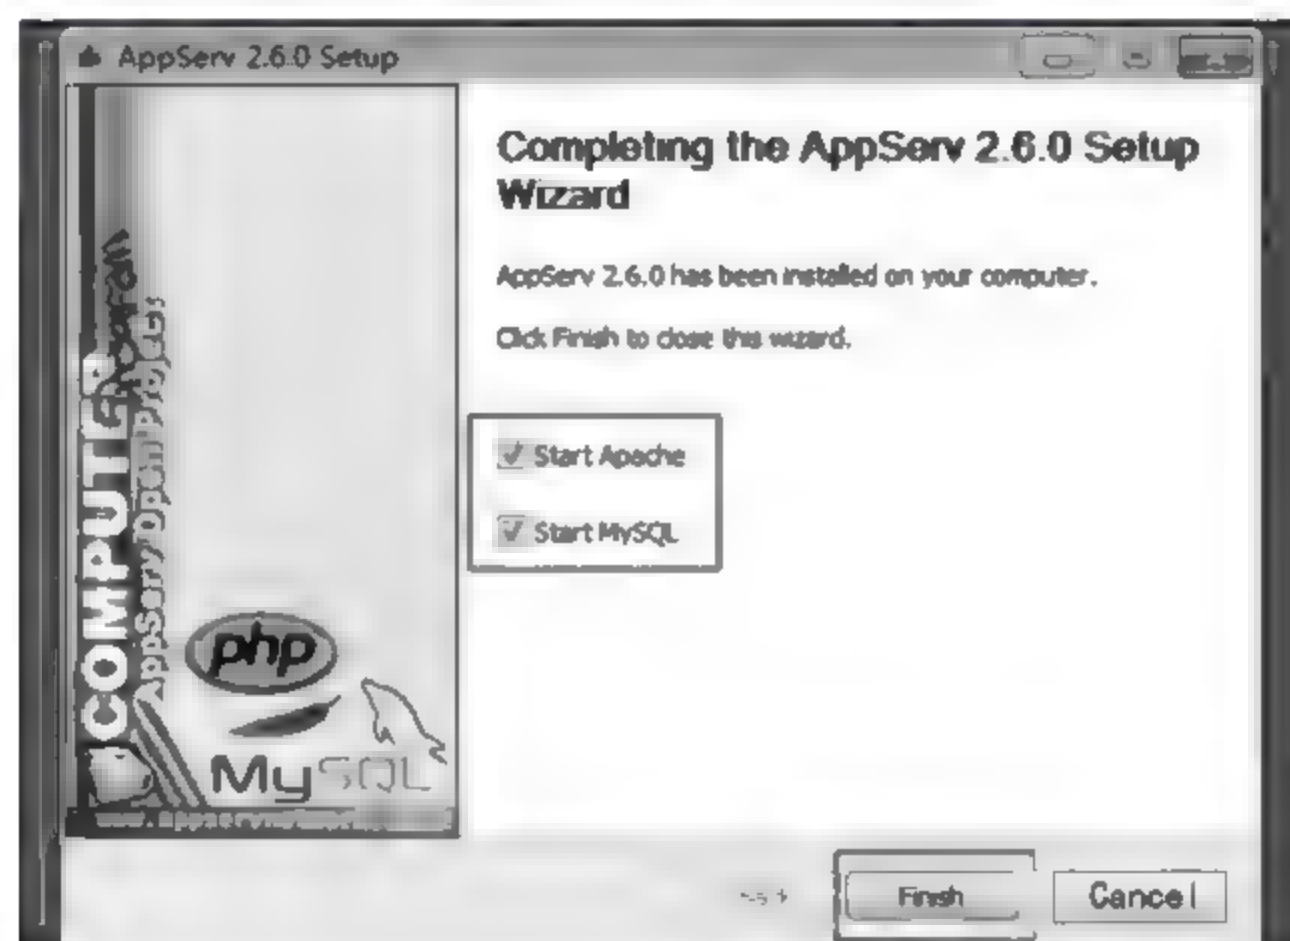 AppServ 2.6.0 Setup
Completing the AppServ 2.6.0 Setup
Wizard
AppServ 2.6.0 has been installed on your computer.
Click Finish to close this wizard.
Start Apache
Start MySQL
COMPUTER
AppServ Open Project
php
MySQL
Finish
Cancel